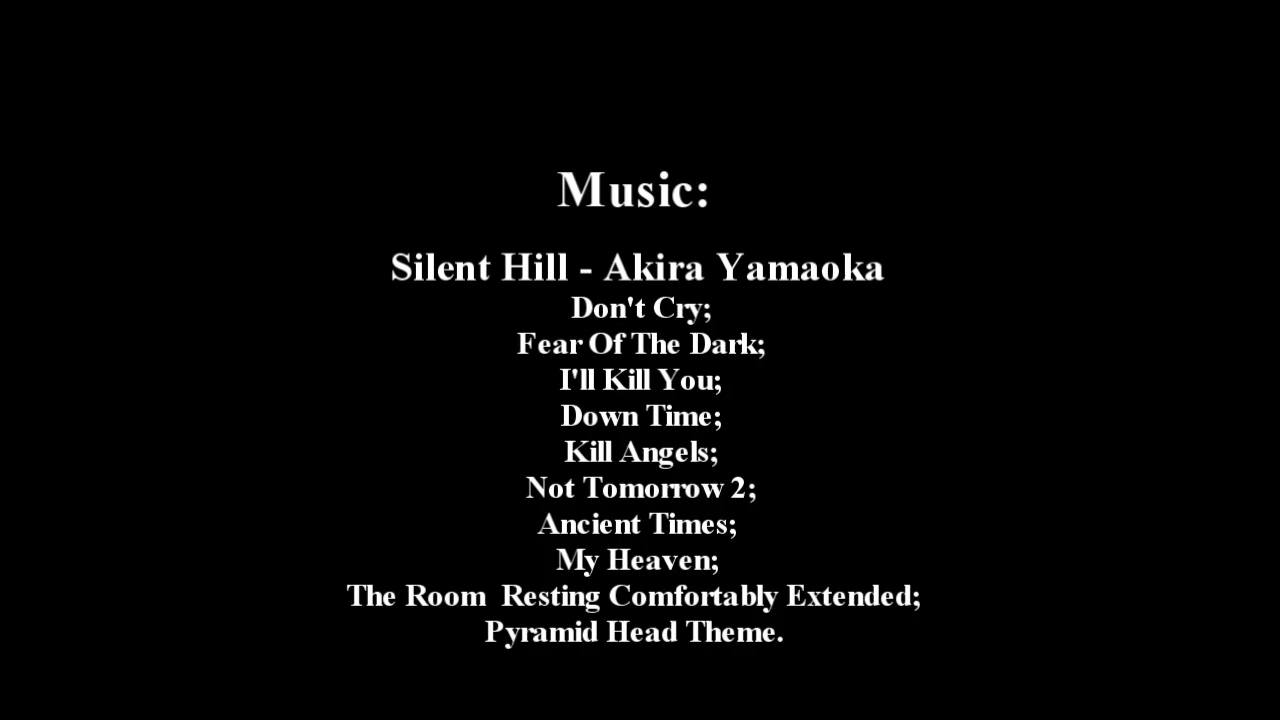 Music:
Silent Hill - Akira Yamaoka
Don't Cry;
Fear Of The Dark;
I'll Kill You;
Down Time;
Kill Angels;
Not Tomorrow 2;
Ancient Times;
My Heaven;
The Room  Resting Comfortably Extended;
Pyramid Head Theme.